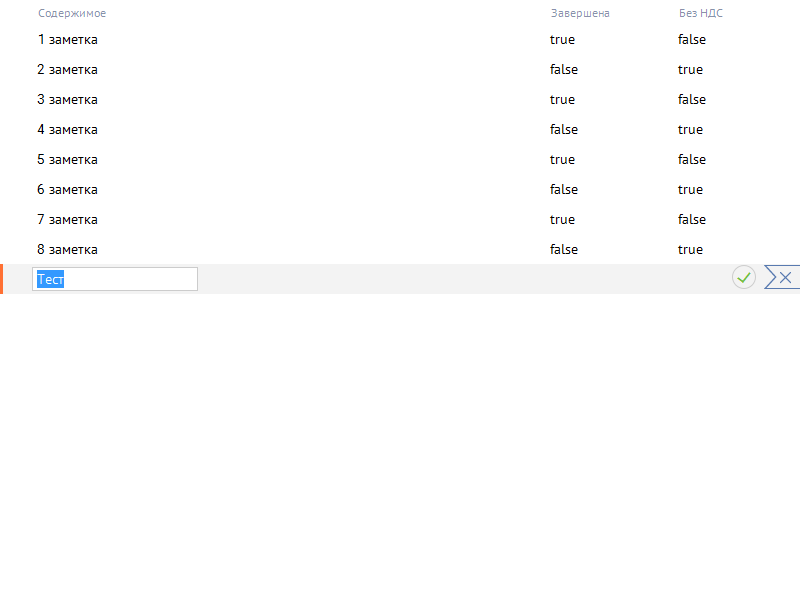 Содержимое Завершена Без НДС
1 заметка true false
2 заметка false true
3 заметка true false
4 заметка false true
5 заметка true false
6 заметка false true
7 заметка true false
8 заметка false true
Тест